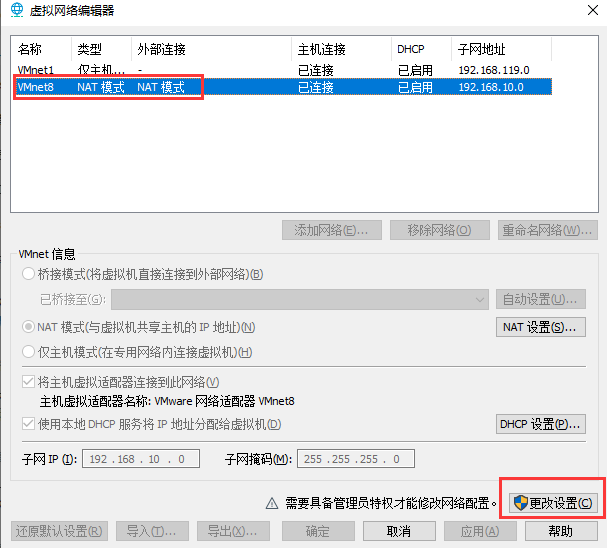 虚拟网络编辑器
名称 类型 外部连接 主机连接 DHCP 子网地址
VMnet1 仅主机... - 已连接 已启用 192.168.119.0
VMnet8 NAT 模式 NAT 模式 已连接 已启用 192.168.10.0
添加网络(E)... 移除网络(O) 重命名网络(W)...
VMnet 信息
桥接模式(将虚拟机直接连接到外部网络)(B)
已桥接至(G): 自动设置(U)...
NAT 模式(与虚拟机共享主机的 IP 地址)(N) NAT 设置(S)...
仅主机模式(在专用网络内连接虚拟机)(H)
将主机虚拟适配器连接到此网络(V)
主机虚拟适配器名称: VMware 网络适配器 VMnet8
使用本地 DHCP 服务将 IP 地址分配给虚拟机(D) DHCP 设置(P)...
子网 IP (I): 192 . 168 . 10 . 0 子网掩码(M): 255 . 255 . 255 . 0
需要具备管理员特权才能修改网络配置。 更改设置(C)
还原默认设置(R) 导入(T)... 导出(X)... 确定 取消 应用(A) 帮助